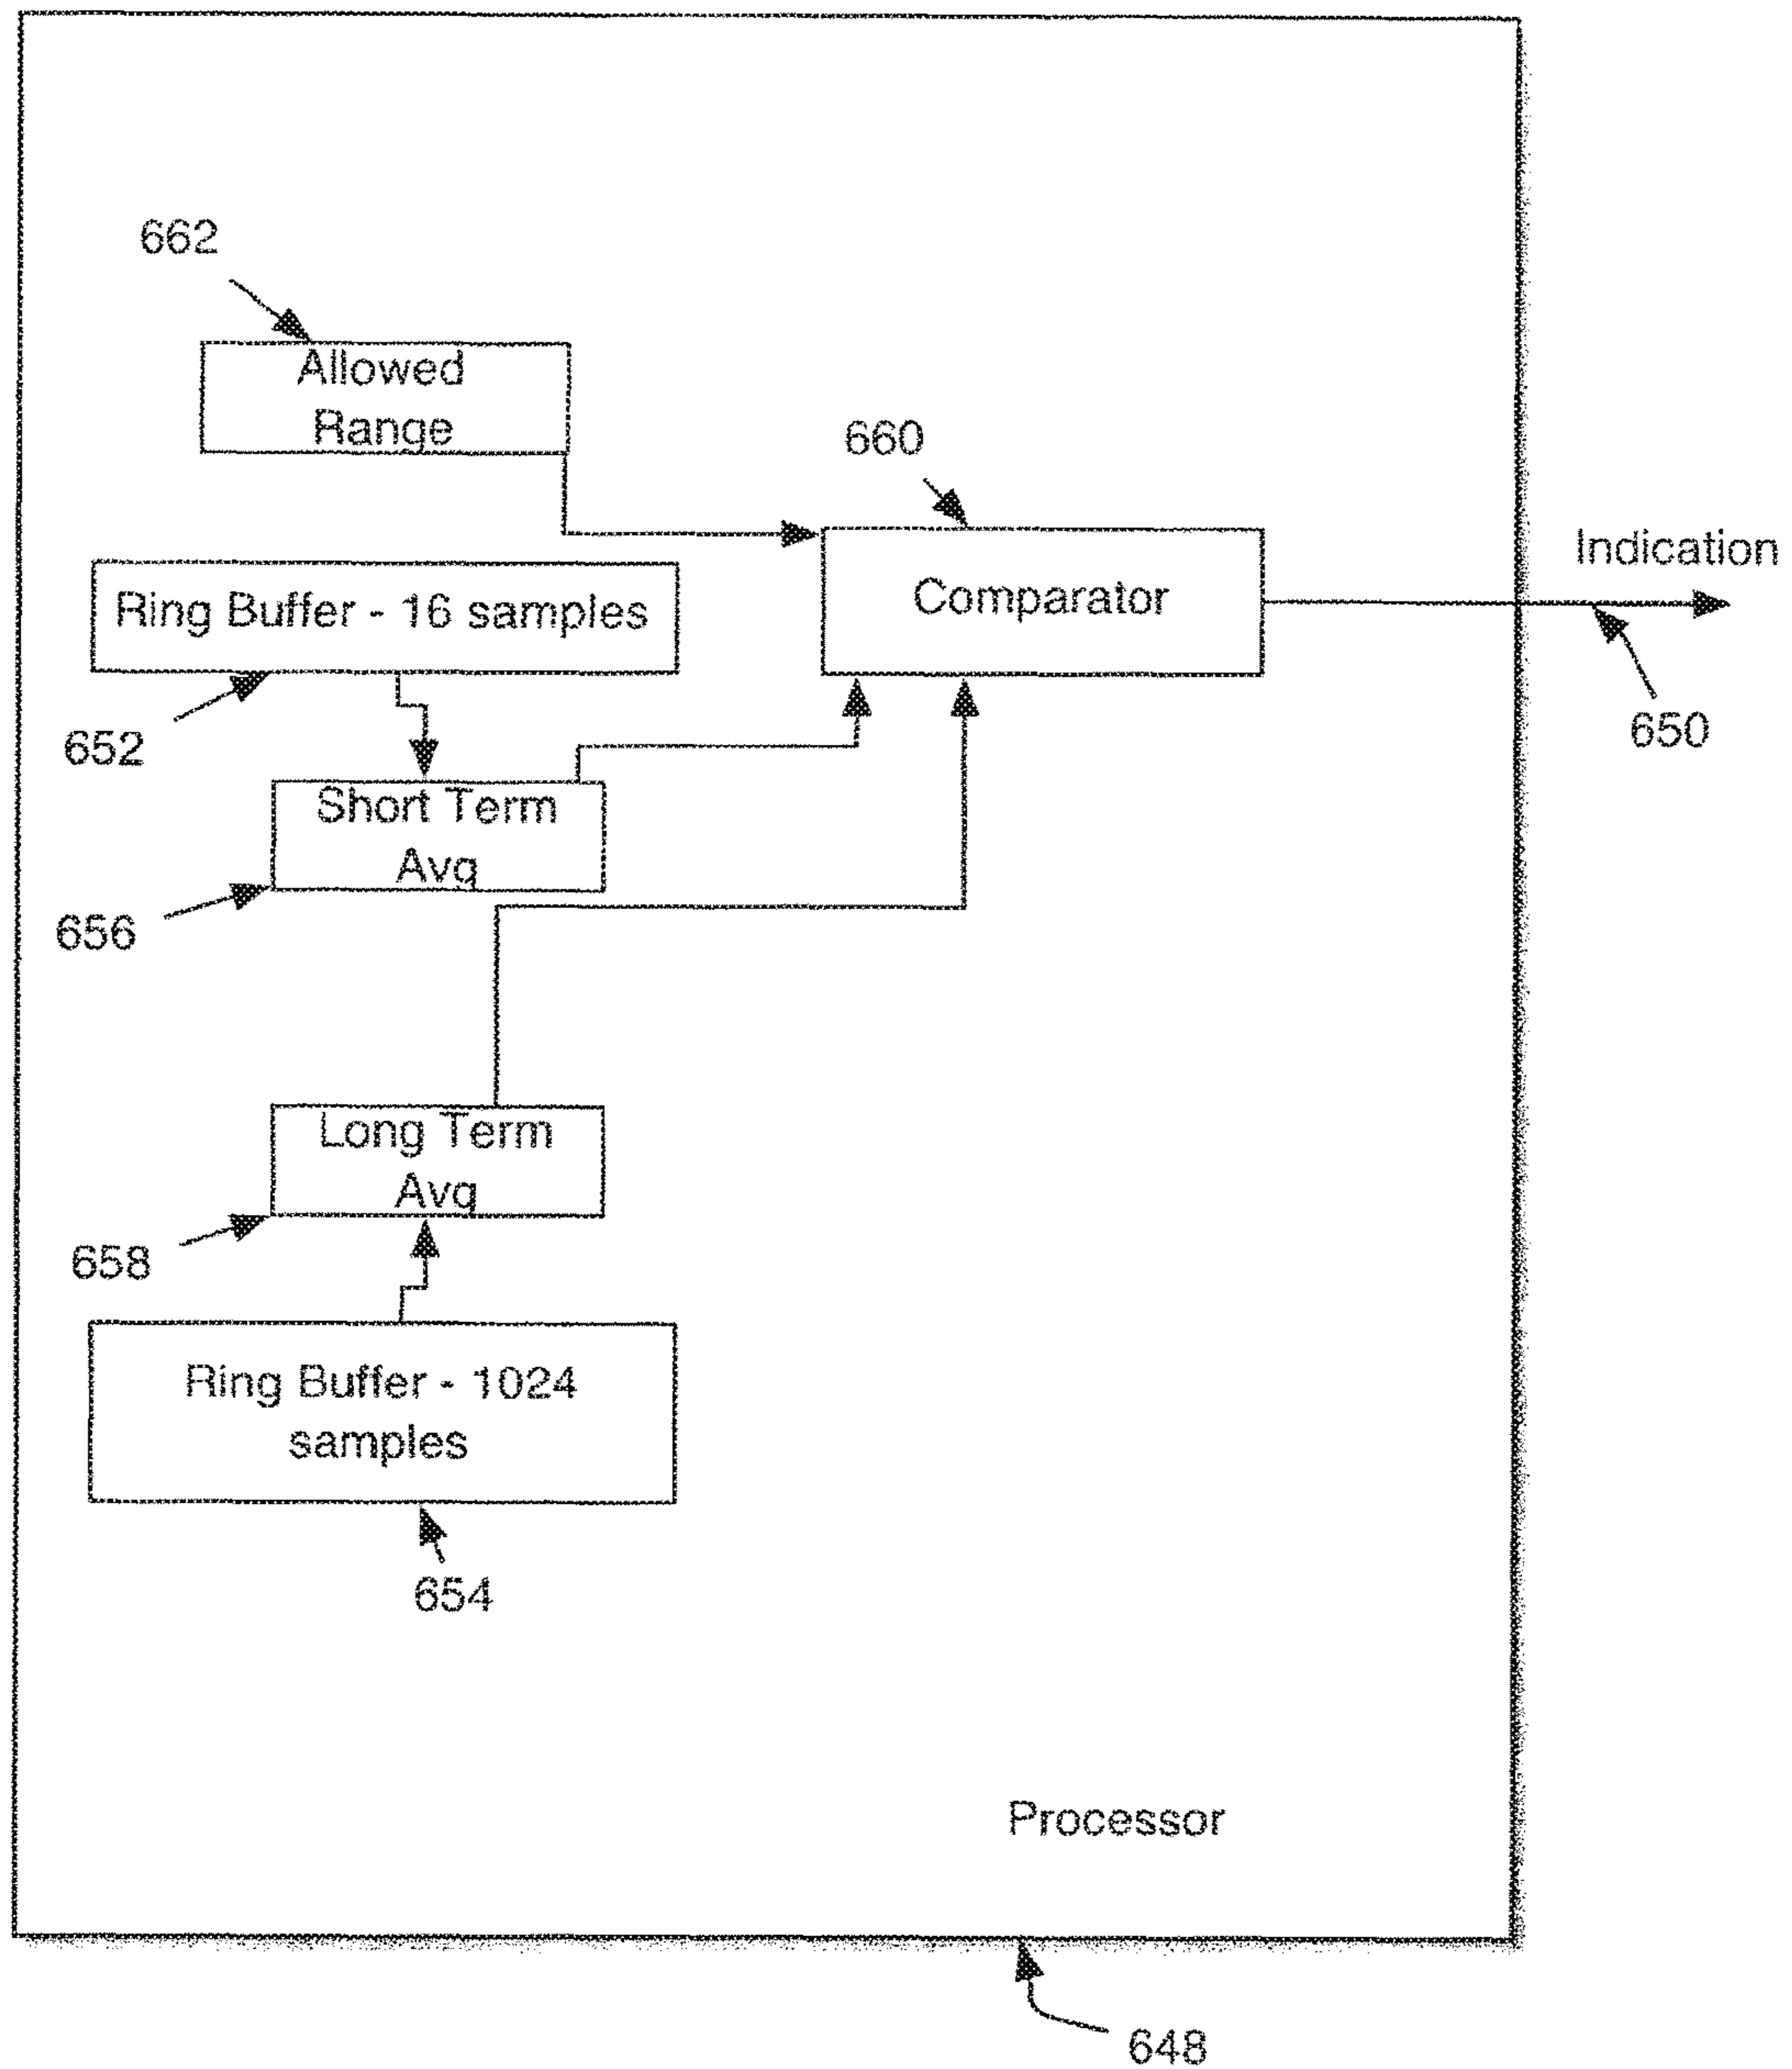 662
Allowed
Range
660
Indication
Comparator
Ring Buffer - 16 samples
650
652
Short Term
Avg
656
Long Term
Avg
658
Ring Buffer - 1024
samples
654
Processor
648